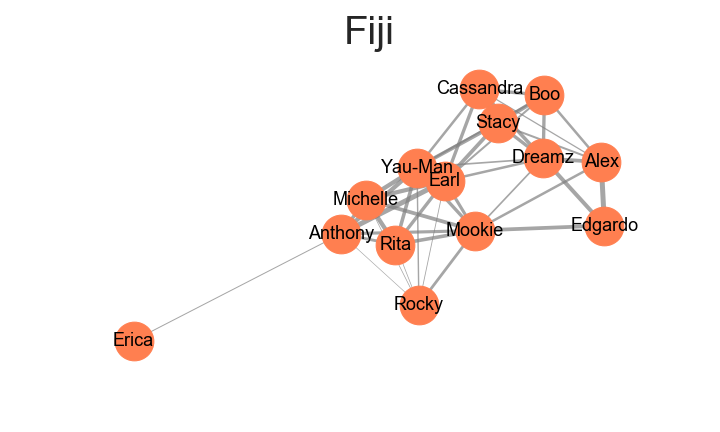 Fiji
Cassandra
Boo
Stacy
Dreamz
Alex
Yau-Man
Earl
Michelle
Anthony
Rita
Mookie
Edgardo
Rocky
Erica